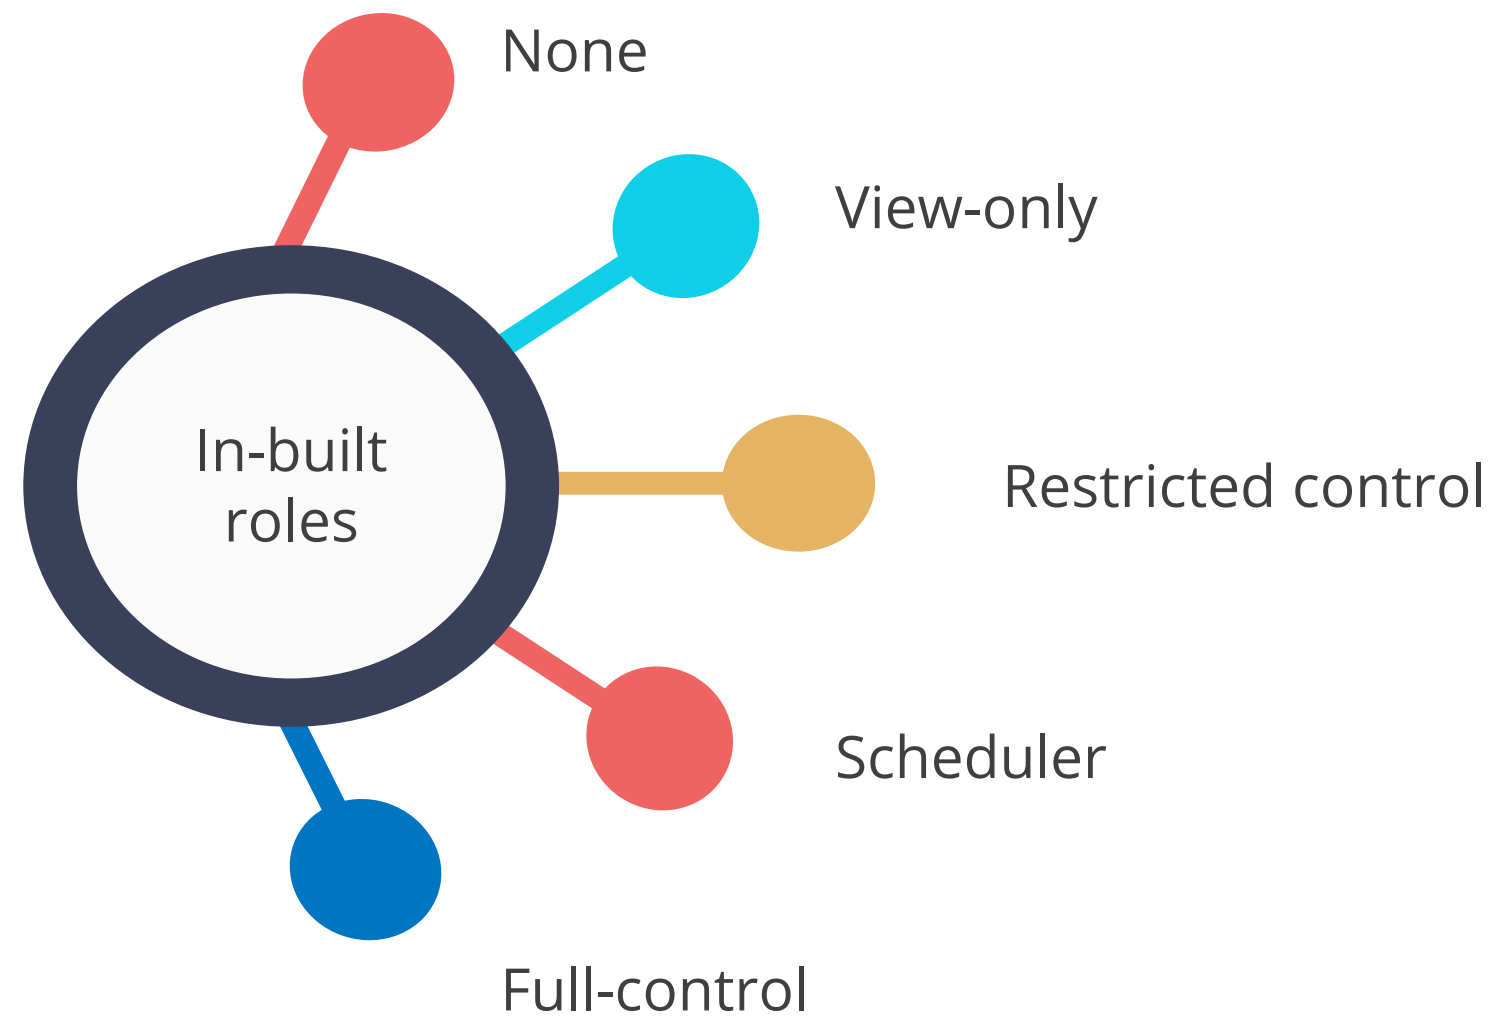 None
View-only
In-built
roles
Restricted control
Scheduler
Full-control